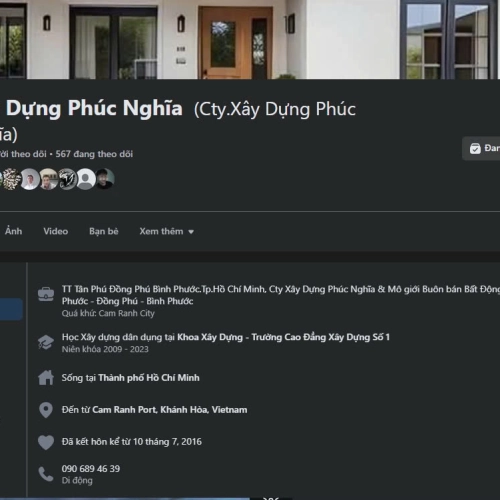 Dựng Phúc Nghĩa (Cty.Xây Dựng Phúc
ĩa)
ời theo dõi • 567 đang theo dõi
Đan
Ảnh Video Bạn bè Xem thêm
TT Tân Phú Đồng Phú Bình Phước.Tp.Hồ Chí Minh, Cty Xây Dựng Phúc Nghĩa & Mô giới Buôn bán Bất Động
Phước - Đồng Phú - Bình Phước
Quá khứ: Cam Ranh City
Học Xây dựng dân dụng tại Khoa Xây Dựng - Trường Cao Đẳng Xây Dựng Số 1
Niên khóa 2009 - 2023
Sống tại Thành phố Hồ Chí Minh
Đến từ Cam Ranh Port, Khánh Hòa, Vietnam
Đã kết hôn kể từ 10 tháng 7, 2016
090 689 46 39
Di động